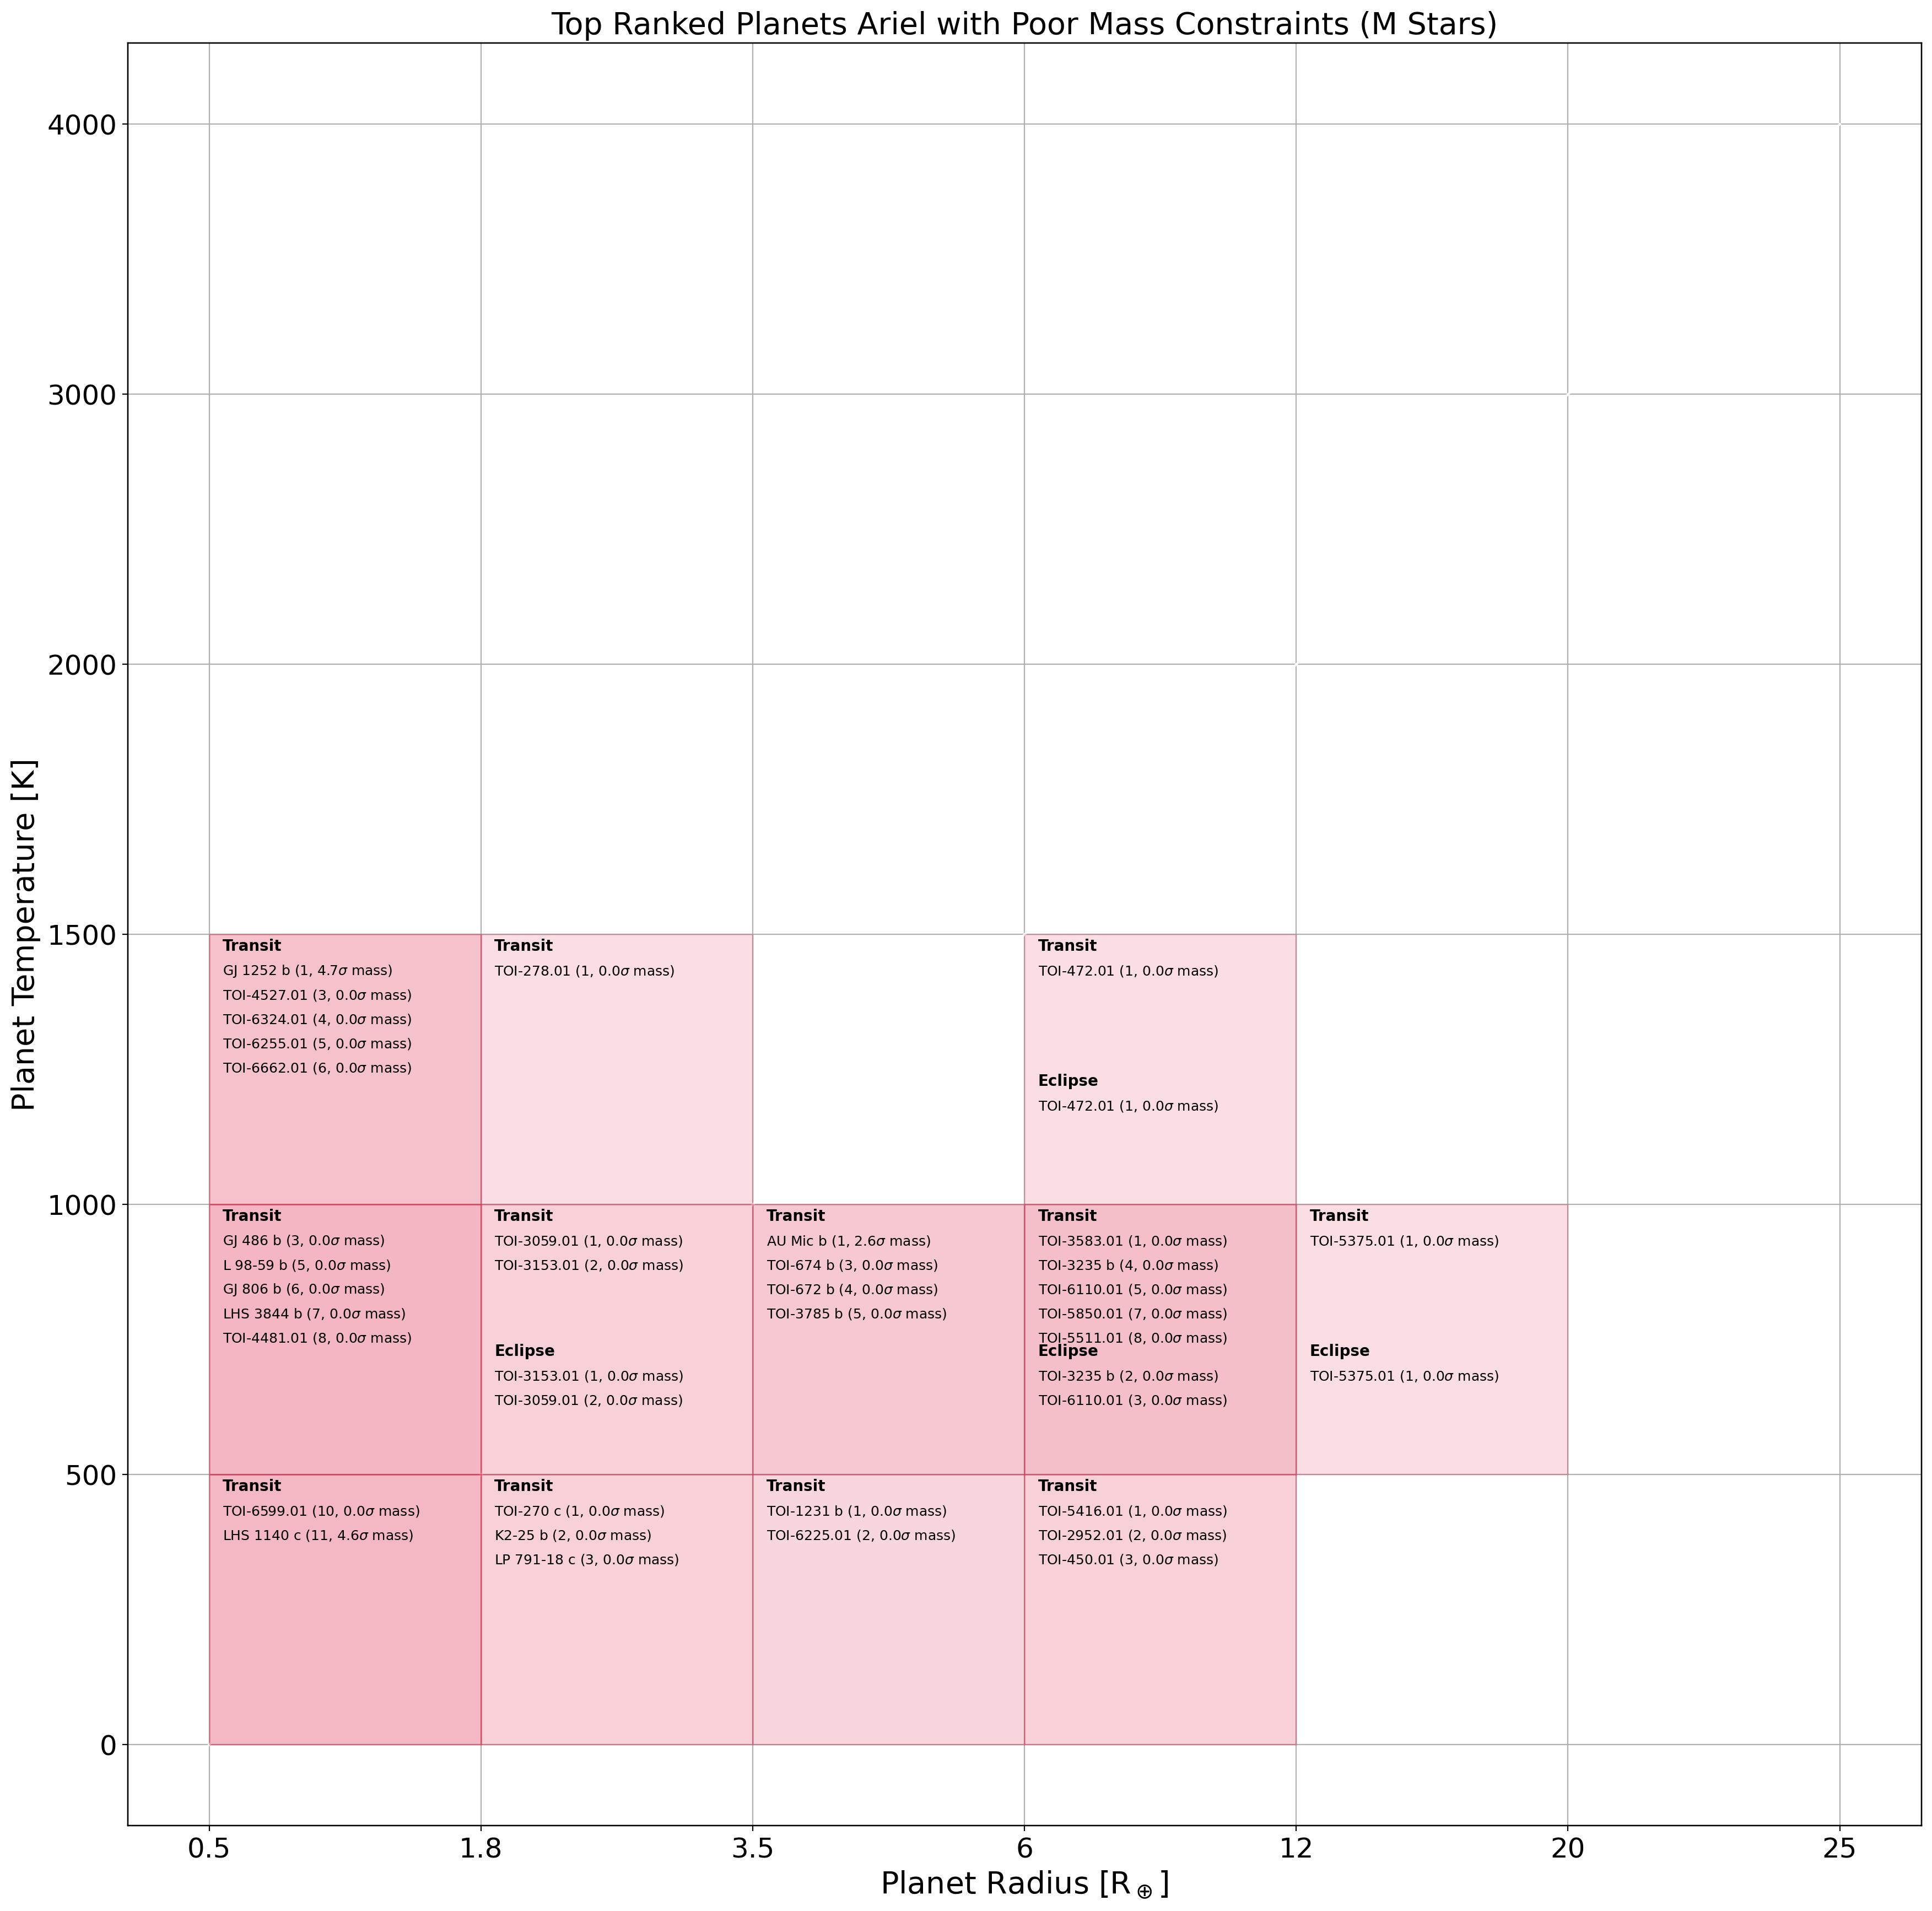 Top Ranked Planets Ariel with Poor Mass Constraints (M Stars)
Planet Temperature [K]
4000
3000
2000
1500
1000
500
0
Transit
GJ 1252 b (1, 4.7σ mass)
TOI-4527.01 (3, 0.0σ mass)
TOI-6324.01 (4, 0.0σ mass)
TOI-6255.01 (5, 0.0σ mass)
TOI-6662.01 (6, 0.0σ mass)
Transit
TOI-278.01 (1, 0.0σ mass)
Transit
TOI-472.01 (1, 0.0σ mass)
Eclipse
TOI-472.01 (1, 0.0σ mass)
Transit
GJ 486 b (3, 0.0σ mass)
L 98-59 b (5, 0.0σ mass)
GJ 806 b (6, 0.0σ mass)
LHS 3844 b (7, 0.0σ mass)
TOI-4481.01 (8, 0.0σ mass)
Transit
TOI-3059.01 (1, 0.0σ mass)
TOI-3153.01 (2, 0.0σ mass)
Eclipse
TOI-3153.01 (1, 0.0σ mass)
TOI-3059.01 (2, 0.0σ mass)
Transit
AU Mic b (1, 2.6σ mass)
TOI-674 b (3, 0.0σ mass)
TOI-672 b (4, 0.0σ mass)
TOI-3785 b (5, 0.0σ mass)
Transit
TOI-3583.01 (1, 0.0σ mass)
TOI-3235 b (4, 0.0σ mass)
TOI-6110.01 (5, 0.0σ mass)
TOI-5850.01 (7, 0.0σ mass)
TOI-5511.01 (8, 0.0σ mass)
Eclipse
TOI-3235 b (2, 0.0σ mass)
TOI-6110.01 (3, 0.0σ mass)
Transit
TOI-5375.01 (1, 0.0σ mass)
Eclipse
TOI-5375.01 (1, 0.0σ mass)
Transit
TOI-6599.01 (10, 0.0σ mass)
LHS 1140 c (11, 4.6σ mass)
Transit
TOI-270 c (1, 0.0σ mass)
K2-25 b (2, 0.0σ mass)
LP 791-18 c (3, 0.0σ mass)
Transit
TOI-1231 b (1, 0.0σ mass)
TOI-6225.01 (2, 0.0σ mass)
Transit
TOI-5416.01 (1, 0.0σ mass)
TOI-2952.01 (2, 0.0σ mass)
TOI-450.01 (3, 0.0σ mass)
0.5 1.8 3.5 6 12 20 25
Planet Radius [R⊕]